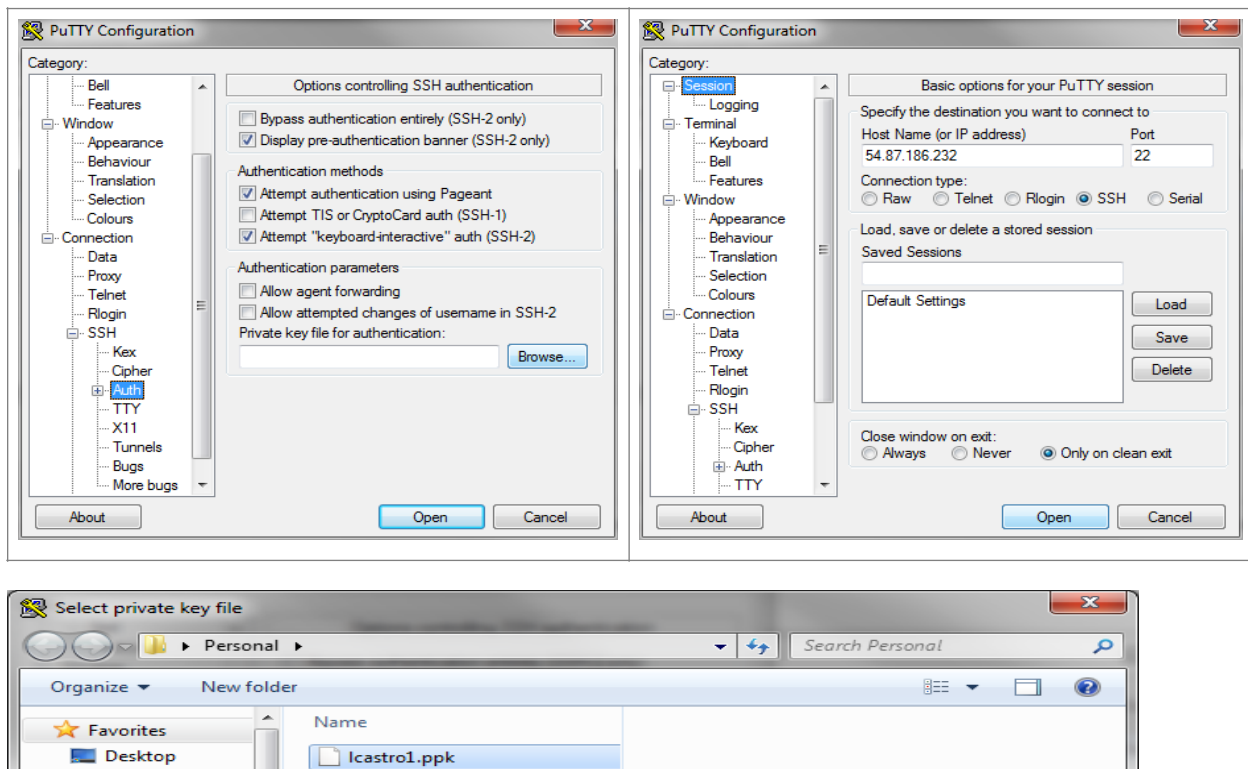 PuTTY Configuration
Category:
Bell
Features
Window
Appearance
Behaviour
Translation
Selection
Colours
Connection
Data
Proxy
Telnet
Rlogin
SSH
Kex
Cipher
Auth
TTY
X11
Tunnels
Bugs
More bugs
Options controlling SSH authentication
Bypass authentication entirely (SSH-2 only)
Display pre-authentication banner (SSH-2 only)
Authentication methods
Attempt authentication using Pageant
Attempt TIS or CryptoCard auth (SSH-1)
Attempt "keyboard-interactive" auth (SSH-2)
Authentication parameters
Allow agent forwarding
Allow attempted changes of username in SSH-2
Private key file for authentication:
Browse...
About
Open
Cancel
PuTTY Configuration
Category:
Session
Logging
Terminal
Keyboard
Bell
Features
Window
Appearance
Behaviour
Translation
Selection
Colours
Connection
Data
Proxy
Telnet
Rlogin
SSH
Kex
Cipher
Auth
TTY
Basic options for your PuTTY session
Specify the destination you want to connect to
Host Name (or IP address) Port
54.87.186.232 22
Connection type:
Raw Telnet Rlogin SSH Serial
Load, save or delete a stored session
Saved Sessions
Default Settings
Load
Save
Delete
Close window on exit:
Always Never Only on clean exit
About
Open
Cancel
Select private key file
Personal
Search Personal
Organize New folder
Favorites
Desktop
Name
lcastro1.ppk